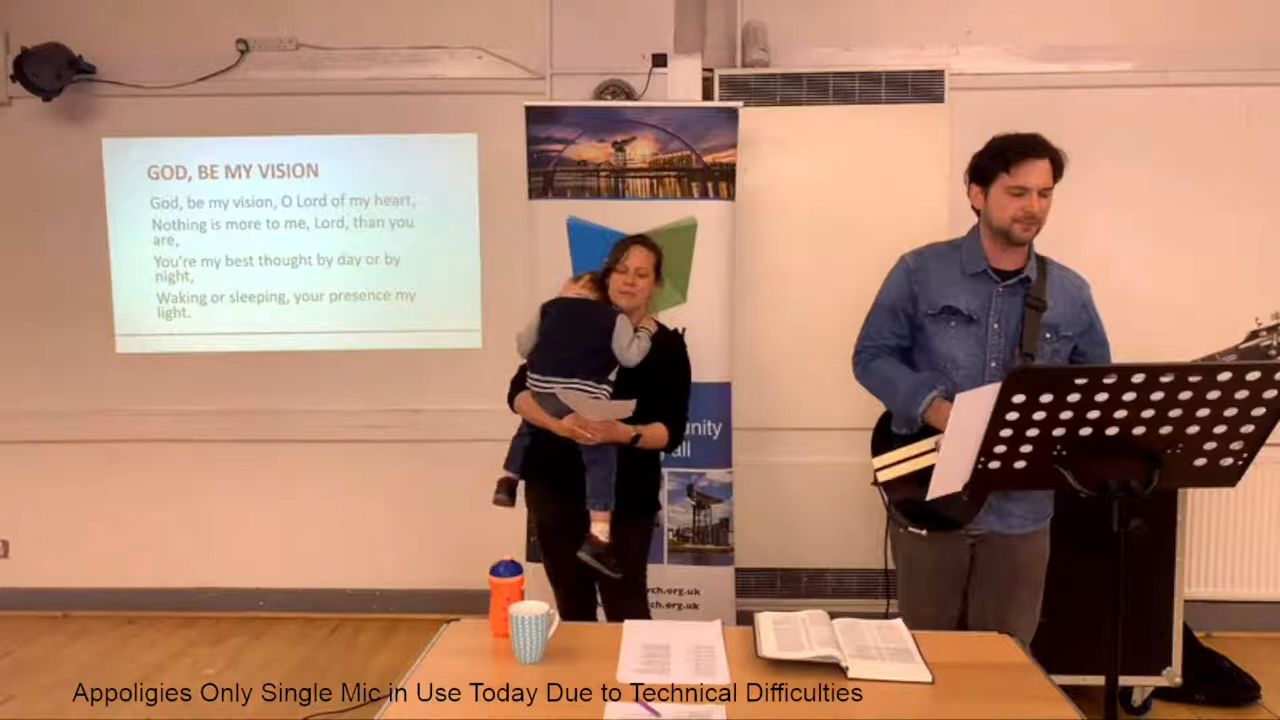 GOD, BE MY VISION
God, be my vision, O Lord of my heart,
Nothing is more to me, Lord, than you
are,
You're my best thought by day or by
night,
Waking or sleeping, your presence my
light.
unity
all
rch.org.uk
ch.org.uk
Appoligies Only Single Mic in Use Today Due to Technical Difficulties